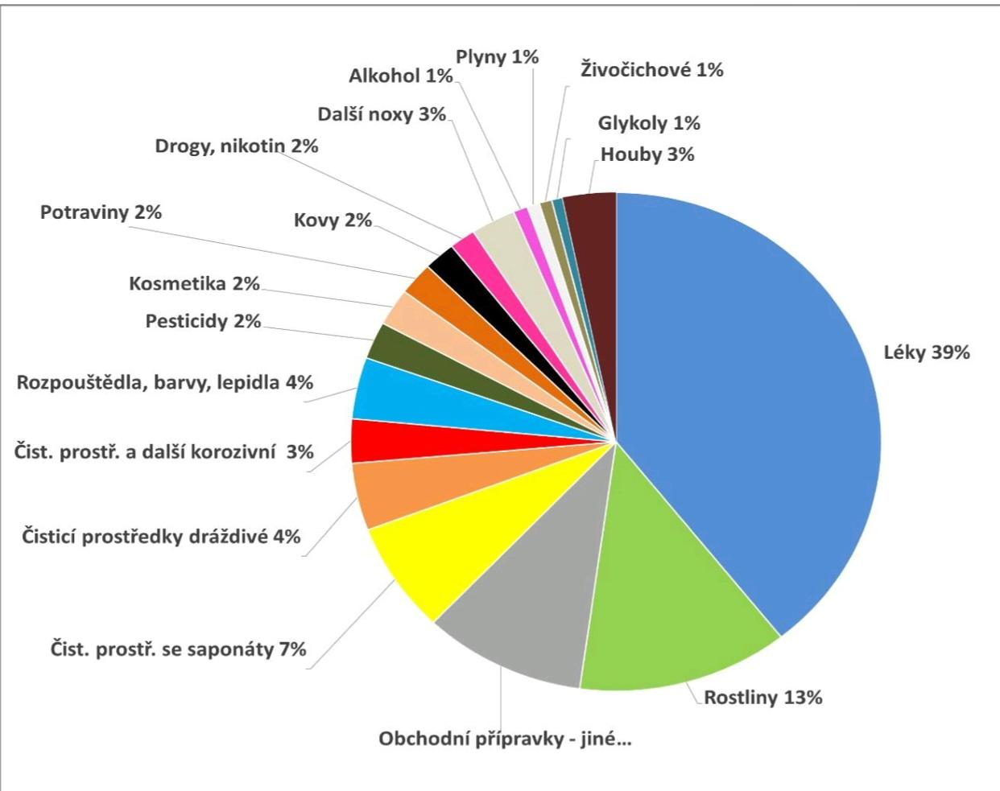 Plyny 1%
Živočichové 1%
Alkohol 1%
Další noxy 3%
Glykoly 1%
Drogy, nikotin 2%
Houby 3%
Potraviny 2%
Kovy 2%
Kosmetika 2%
Pesticidy 2%
Léky 39%
Rozpouštědla, barvy, lepidla 4%
Čist. prostř. a další korozivní  3%
Čisticí prostředky dráždivé 4%
Čist. prostř. se saponáty 7%
Rostliny 13%
Obchodní přípravky - jiné...